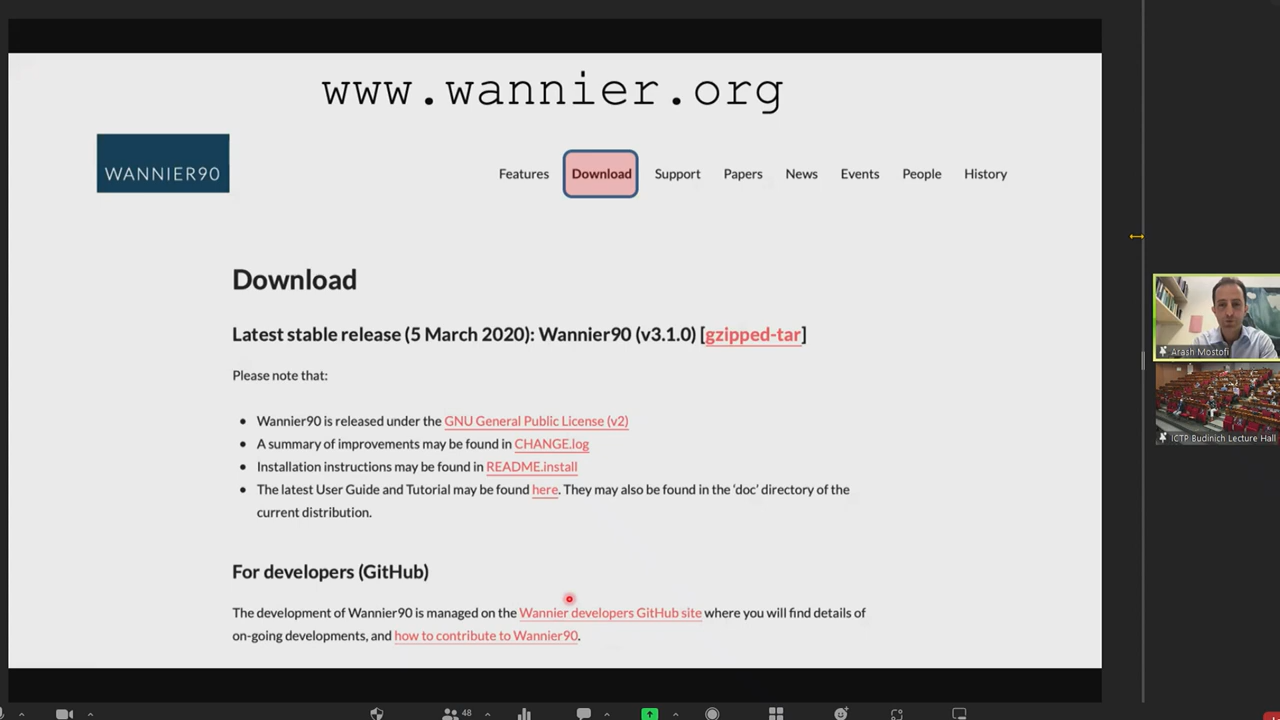 www.wannier.org
WANNIER90
Features Download Support Papers News Events People History
Download
Latest stable release (5 March 2020): Wannier90 (v3.1.0) [gzipped-tar]
Please note that:
• Wannier90 is released under the GNU General Public License (v2)
• A summary of improvements may be found in CHANGE.log
• Installation instructions may be found in README.install
• The latest User Guide and Tutorial may be found here. They may also be found in the ‘doc’ directory of the
current distribution.
For developers (GitHub)
The development of Wannier90 is managed on the Wannier developers GitHub site where you will find details of
on-going developments, and how to contribute to Wannier90.
Arash Mostofi
ICTP Budinich Lecture Hall
48